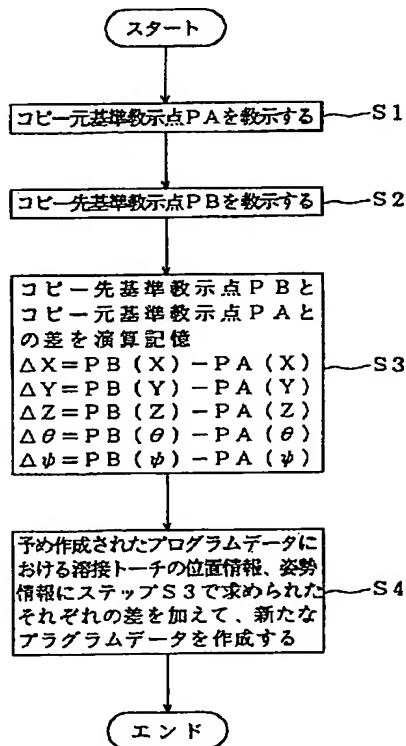 スタート
コピー元基準教示点PAを教示する
S1
コピー先基準教示点PBを教示する
S2
コピー先基準教示点PBと
コピー元基準教示点PAと
の差を演算記憶
ΔX=PB(X)-PA(X)
ΔY=PB(Y)-PA(Y)
ΔZ=PB(Z)-PA(Z)
Δθ=PB(θ)-PA(θ)
Δψ=PB(ψ)-PA(ψ)
S3
予め作成されたプログラムデータに
おける溶接トーチの位置情報、姿勢
情報にステップS3で求められた
それぞれの差を加えて、新たな
プラグラムデータを作成する
S4
エンド